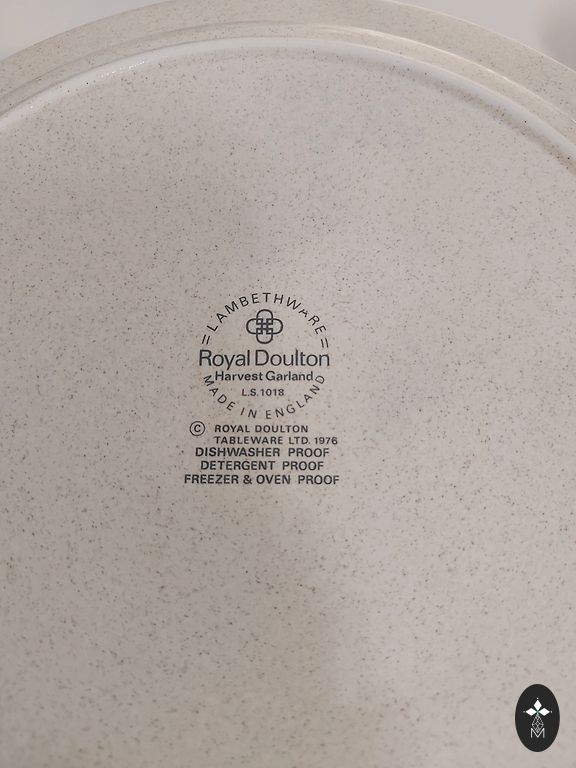 =LAMBETHWARE=
Royal Doulton
Harvest Garland
L.S.1018
MADE IN ENGLAND
© ROYAL DOULTON
TABLEWARE LTD. 1976
DISHWASHER PROOF
DETERGENT PROOF
FREEZER & OVEN PROOF
M